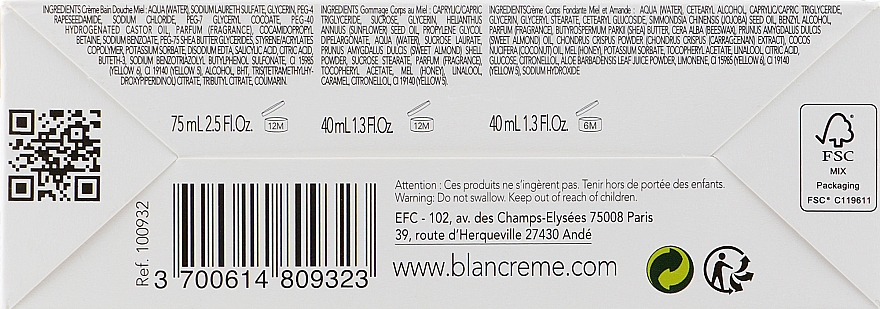 INGREDIENTS Crème Bain Douche Miel : AQUA (WATER), SODIUM LAURETH SULFATE, GLYCERIN, PEG-4
RAPESEEDAMIDE, SODIUM CHLORIDE, PEG-7 GLYCERYL COCOATE, PEG-40
HYDROGENATED CASTOR OIL, PARFUM (FRAGRANCE), COCAMIDOPROPYL
BETAINE, SODIUM BENZOATE, PEG-75 SHEA BUTTER GLYCERIDES, STYRENE/ACRYLATES
COPOLYMER, POTASSIUM SORBATE, DISODIUM EDTA, SALICYLIC ACID, CITRIC ACID,
BUTETH-3, SODIUM BENZOTRIAZOLYL BUTYLPHENOL SULFONATE, CI 15985
(YELLOW 6), CI 19140 (YELLOW 5), ALCOHOL, BHT, TRIS(TETRAMETHYLHY-
DROXYPIPERIDINOL) CITRATE, TRIBUTYL CITRATE, COUMARIN.
INGREDIENTS Gommage Corps au Miel : CAPRYLIC/CAPRIC
TRIGLYCERIDE, SUCROSE, GLYCERIN, HELIANTHUS
ANNUUS (SUNFLOWER) SEED OIL, PROPYLENE GLYCOL
DIPELARGONATE, AQUA (WATER), SUCROSE LAURATE,
PRUNUS AMYGDALUS DULCIS (SWEET ALMOND) SHELL
POWDER, SUCROSE STEARATE, PARFUM (FRAGRANCE),
TOCOPHERYL ACETATE, MEL (HONEY), LINALOOL,
CARAMEL, CITRONELLOL, CI 19140 (YELLOW 5).
INGREDIENTS Crème Corps Fondante Miel et Amande : AQUA (WATER), CETEARYL ALCOHOL, CAPRYLIC/CAPRIC TRIGLYCERIDE,
GLYCERIN, GLYCERYL STEARATE, CETEARYL GLUCOSIDE, SIMMONDSIA CHINENSIS (JOJOBA) SEED OIL, BENZYL ALCOHOL,
PARFUM (FRAGRANCE), BUTYROSPERMUM PARKII (SHEA) BUTTER, CERA ALBA (BEESWAX), PRUNUS AMYGDALUS DULCIS
(SWEET ALMOND) OIL, CHONDRUS CRISPUS POWDER (CHONDRUS CRISPUS (CARRAGEENAN) EXTRACT), COCOS
NUCIFERA (COCONUT) OIL, MEL (HONEY), POTASSIUM SORBATE, TOCOPHERYL ACETATE, LINALOOL, CITRIC ACID,
GLUCOSE, CITRONELLOL, ALOE BARBADENSIS LEAF JUICE POWDER, LIMONENE, CI 15985 (YELLOW 6), CI 19140
(YELLOW 5), SODIUM HYDROXIDE
75 mL 2.5 Fl.Oz. 12M
40 mL 1.3 Fl.Oz. 12M
40 mL 1.3 Fl.Oz. 6M
FSC
MIX
Packaging
FSC® C119611
Ref. 100932
3 700614 809323
Attention : Ces produits ne s'ingèrent pas. Tenir hors de portée des enfants.
Warning: Do not swallow. Keep out of reach of children.
EFC - 102, av. des Champs-Elysées 75008 Paris
39, route d'Herqueville 27430 Andé
www.blancreme.com